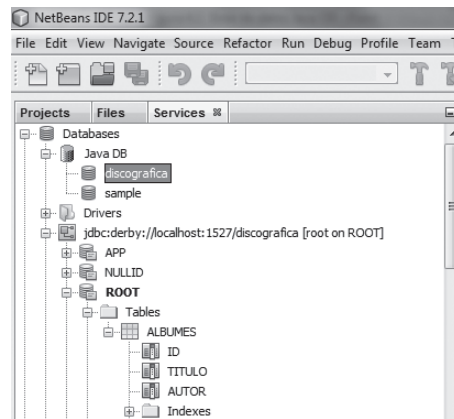 NetBeans IDE 7.2.1
File Edit View Navigate Source Refactor Run Debug Profile Team
Projects Files Services
Databases
Java DB
discografica
sample
Drivers
jdbc:derby://localhost:1527/discografica [root on ROOT]
APP
NULLID
ROOT
Tables
ALBUMES
ID
TITULO
AUTOR
Indexes